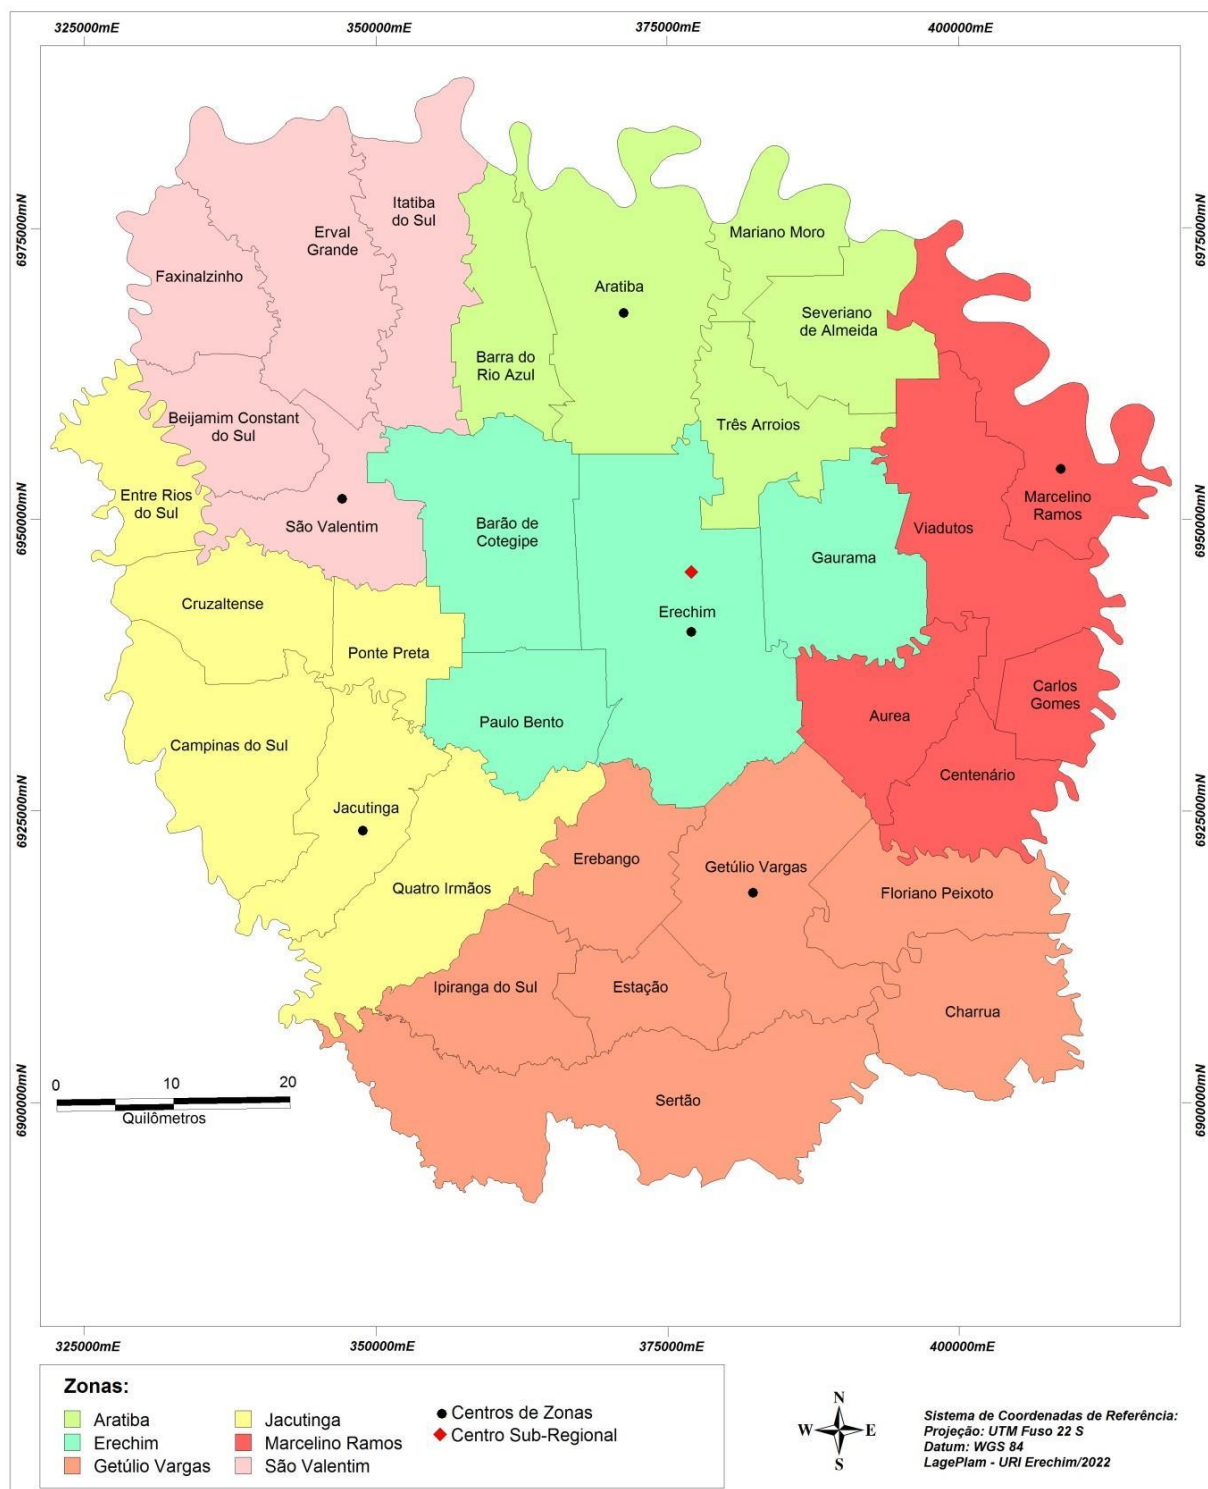 325000mE
350000mE
375000mE
400000mE
6975000mN
6975000mN
Itatiba
do Sul
Erval
Grande
Mariano Moro
Faxinalzinho
Aratiba
Severiano
de Almeida
Barra do
Rio Azul
Beijamim Constant
do Sul
Três Arroios
Entre Rios
do Sul
São Valentim
Barão de
Cotegipe
Marcelino
Ramos
Viadutos
6950000mN
6950000mN
Gaurama
Cruzaltense
Erechim
Ponte Preta
Carlos
Gomes
Paulo Bento
Aurea
Campinas do Sul
Centenário
Jacutinga
6925000mN
6925000mN
Erebango
Getúlio Vargas
Quatro Irmãos
Floriano Peixoto
Ipiranga do Sul
Estação
Charrua
Sertão
0 10 20
Quilômetros
6900000mN
6900000mN
325000mE
350000mE
375000mE
400000mE
Zonas:
Aratiba
Erechim
Getúlio Vargas
Jacutinga
Marcelino Ramos
São Valentim
Centros de Zonas
Centro Sub-Regional
N
W E
S
Sistema de Coordenadas de Referência:
Projeção: UTM Fuso 22 S
Datum: WGS 84
LagePlam - URI Erechim/2022